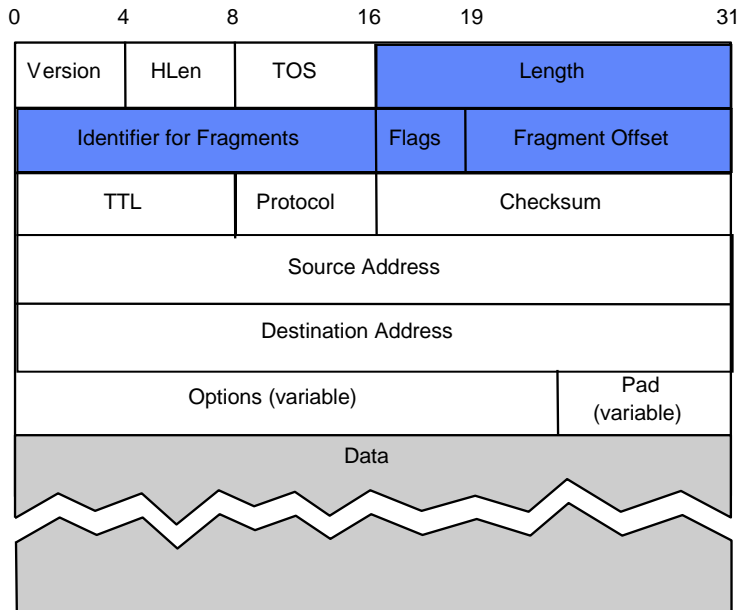 0 4 8 16 19 31
Version HLen TOS Length
Identifier for Fragments Flags Fragment Offset
TTL Protocol Checksum
Source Address
Destination Address
Options (variable) Pad
(variable)
Data